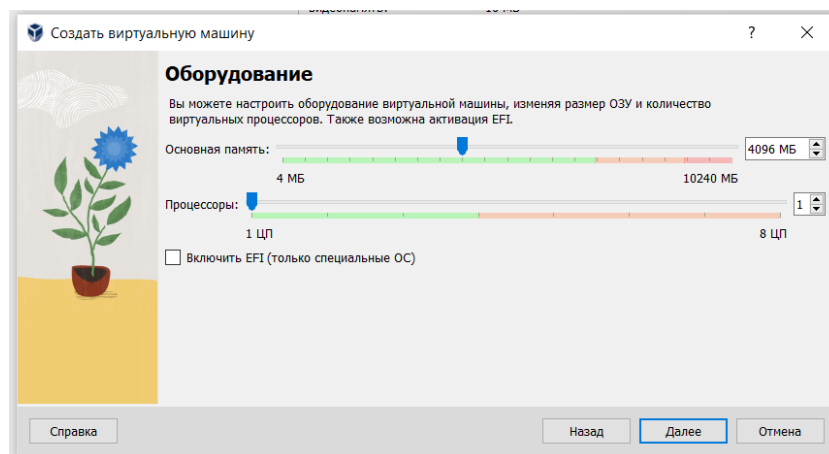 Создать виртуальную машину
?
Оборудование
Вы можете настроить оборудование виртуальной машины, изменяя размер ОЗУ и количество
виртуальных процессоров. Также возможна активация EFI.
Основная память:
4096 МБ
4 МБ
10240 МБ
Процессоры:
1
1 ЦП
8 ЦП
Включить EFI (только специальные ОС)
Справка
Назад
Далее
Отмена